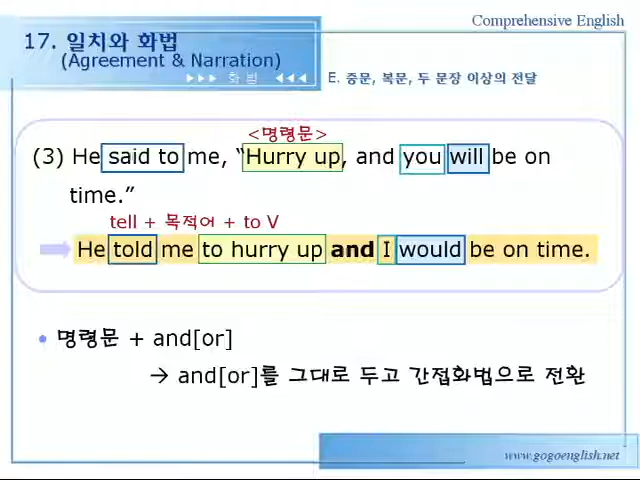 Comprehensive English
17. 일치와 화법
(Agreement & Narration)
▶▶▶ 화 법 ◀◀◀
E. 중문, 복문, 두 문장 이상의 전달
<명령문>
(3) He said to me, “Hurry up, and you will be on
time.”
tell + 목적어 + to V
He told me to hurry up and I would be on time.
• 명령문 + and[or]
→ and[or]를 그대로 두고 간접화법으로 전환
www.gogoenglish.net